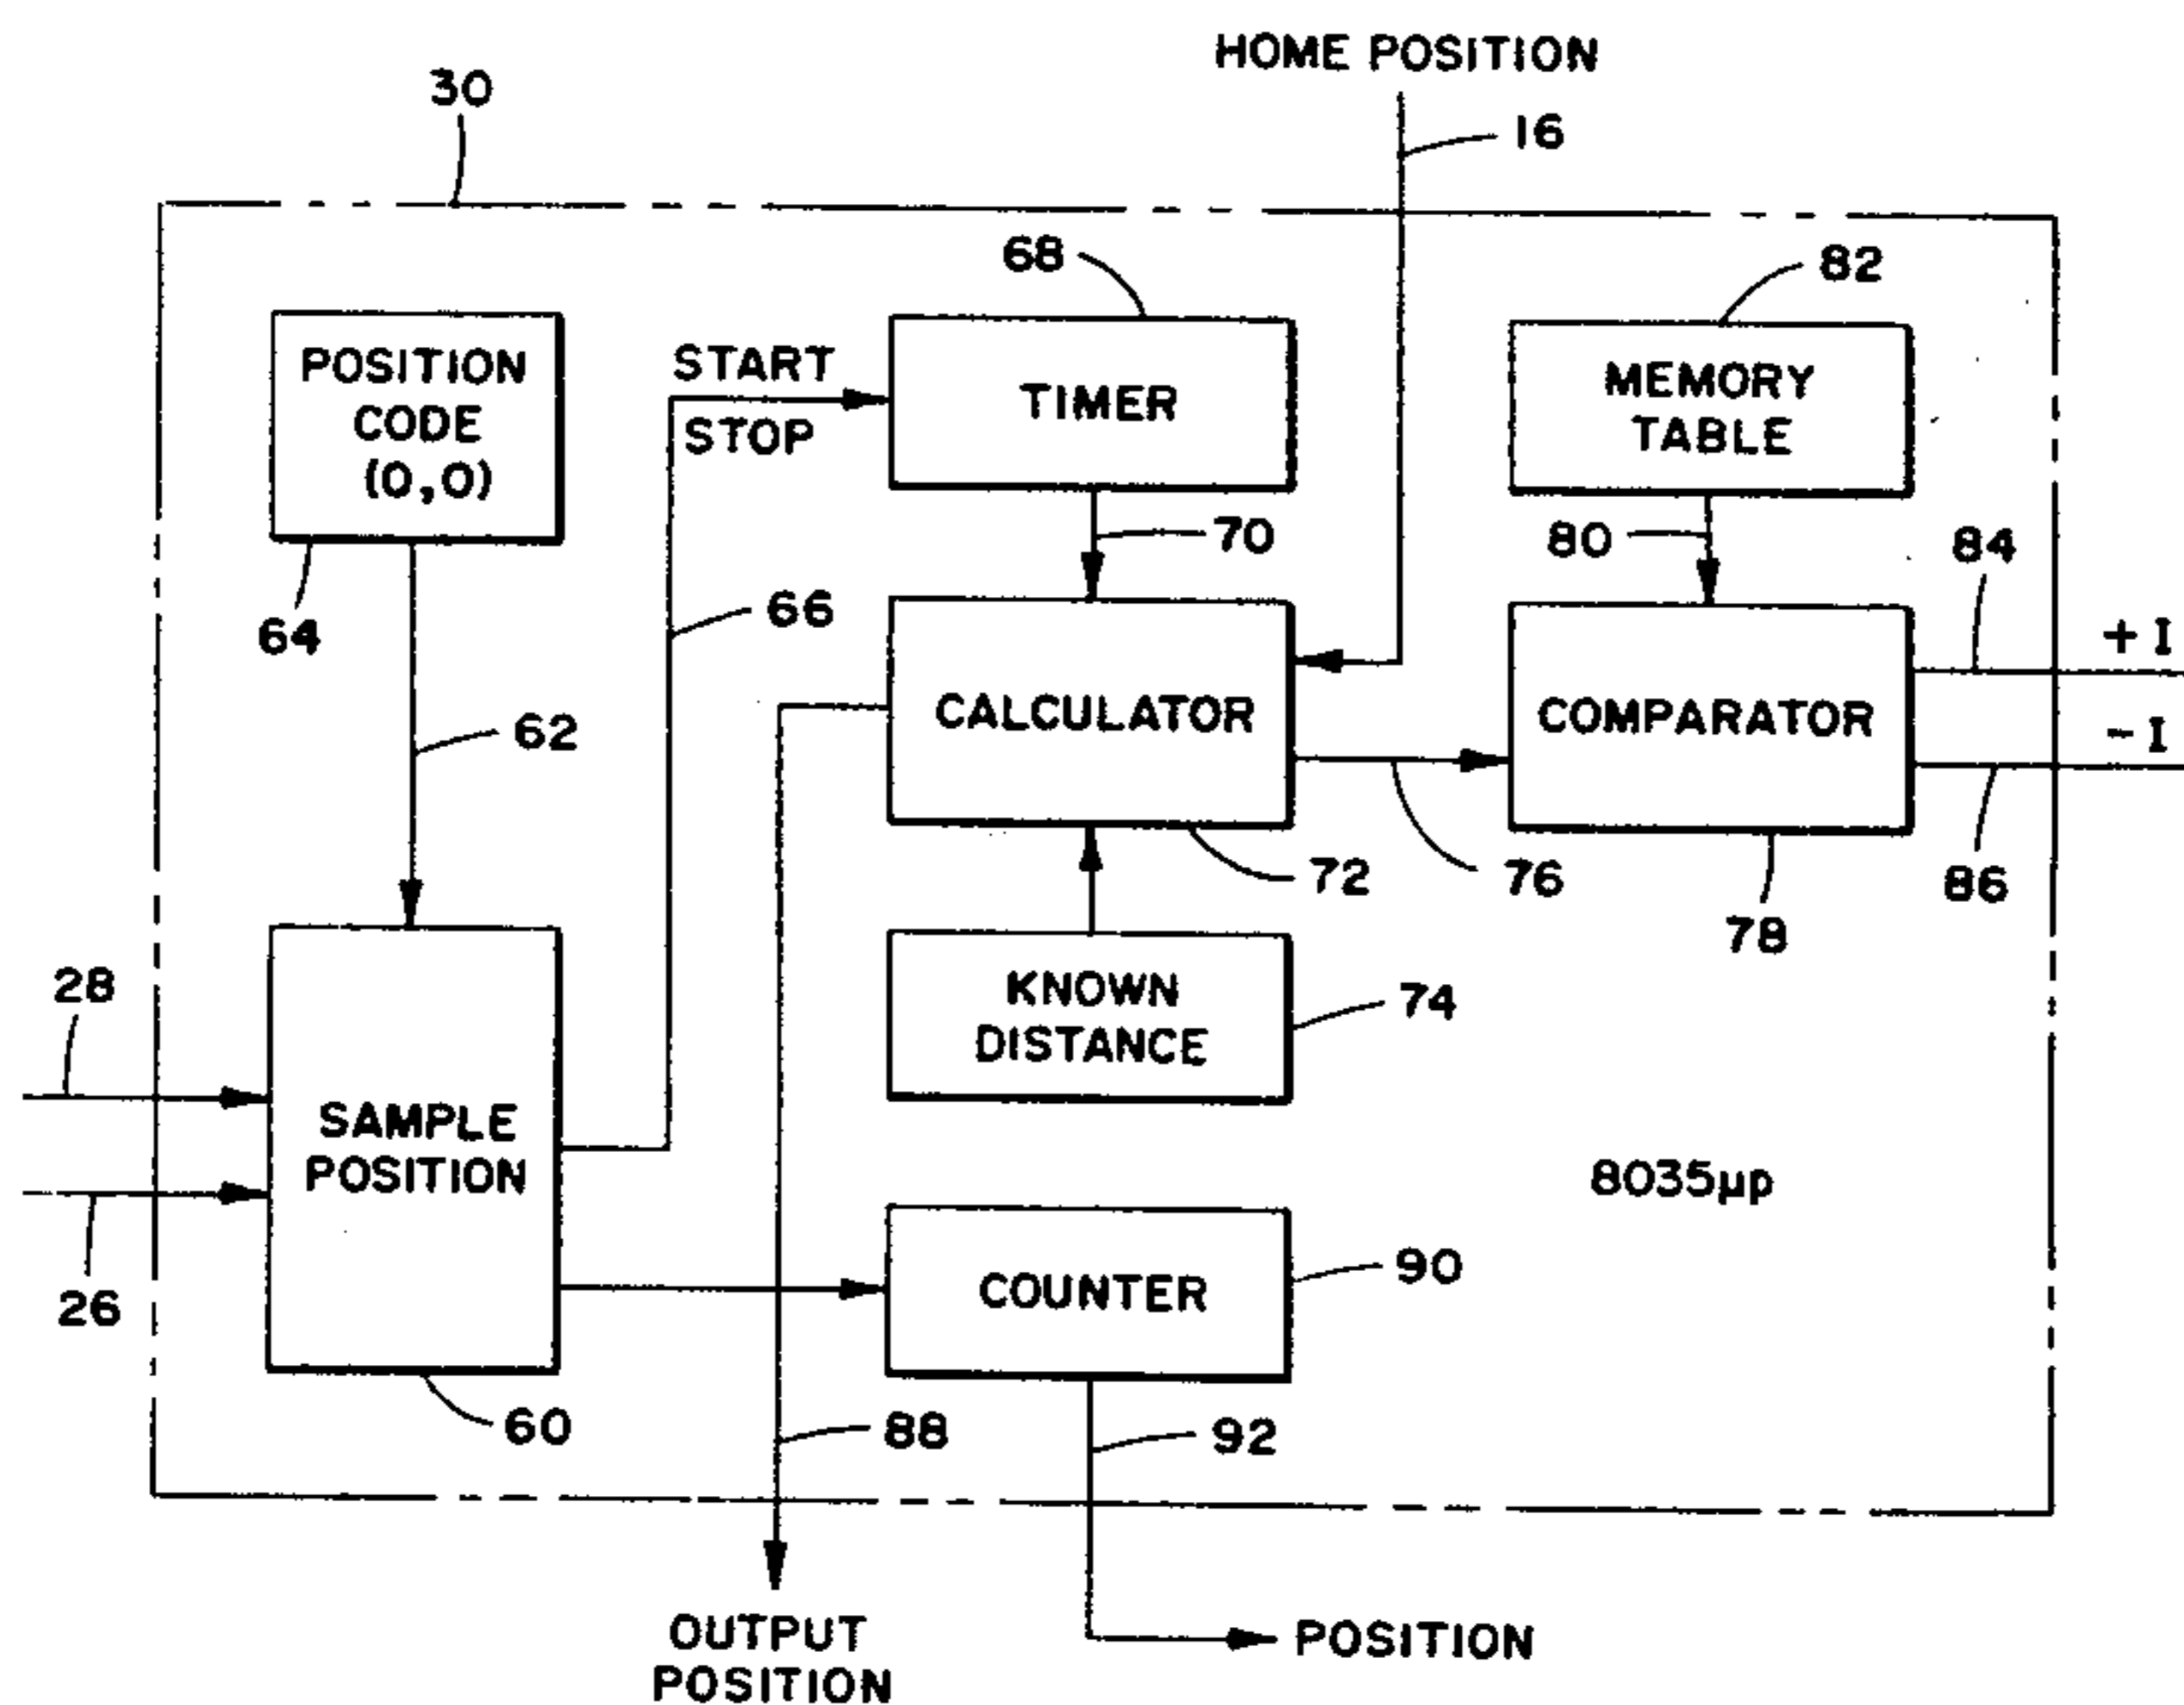 HOME POSITION
30
16
68
82
POSITION
CODE
(0,0)
START
STOP
TIMER
MEMORY
TABLE
70
80
84
64
66
+I
62
CALCULATOR
COMPARATOR
-I
72
76
86
78
28
KNOWN
DISTANCE
74
SAMPLE
POSITION
8035µp
26
COUNTER
90
60
88
92
OUTPUT
POSITION
POSITION